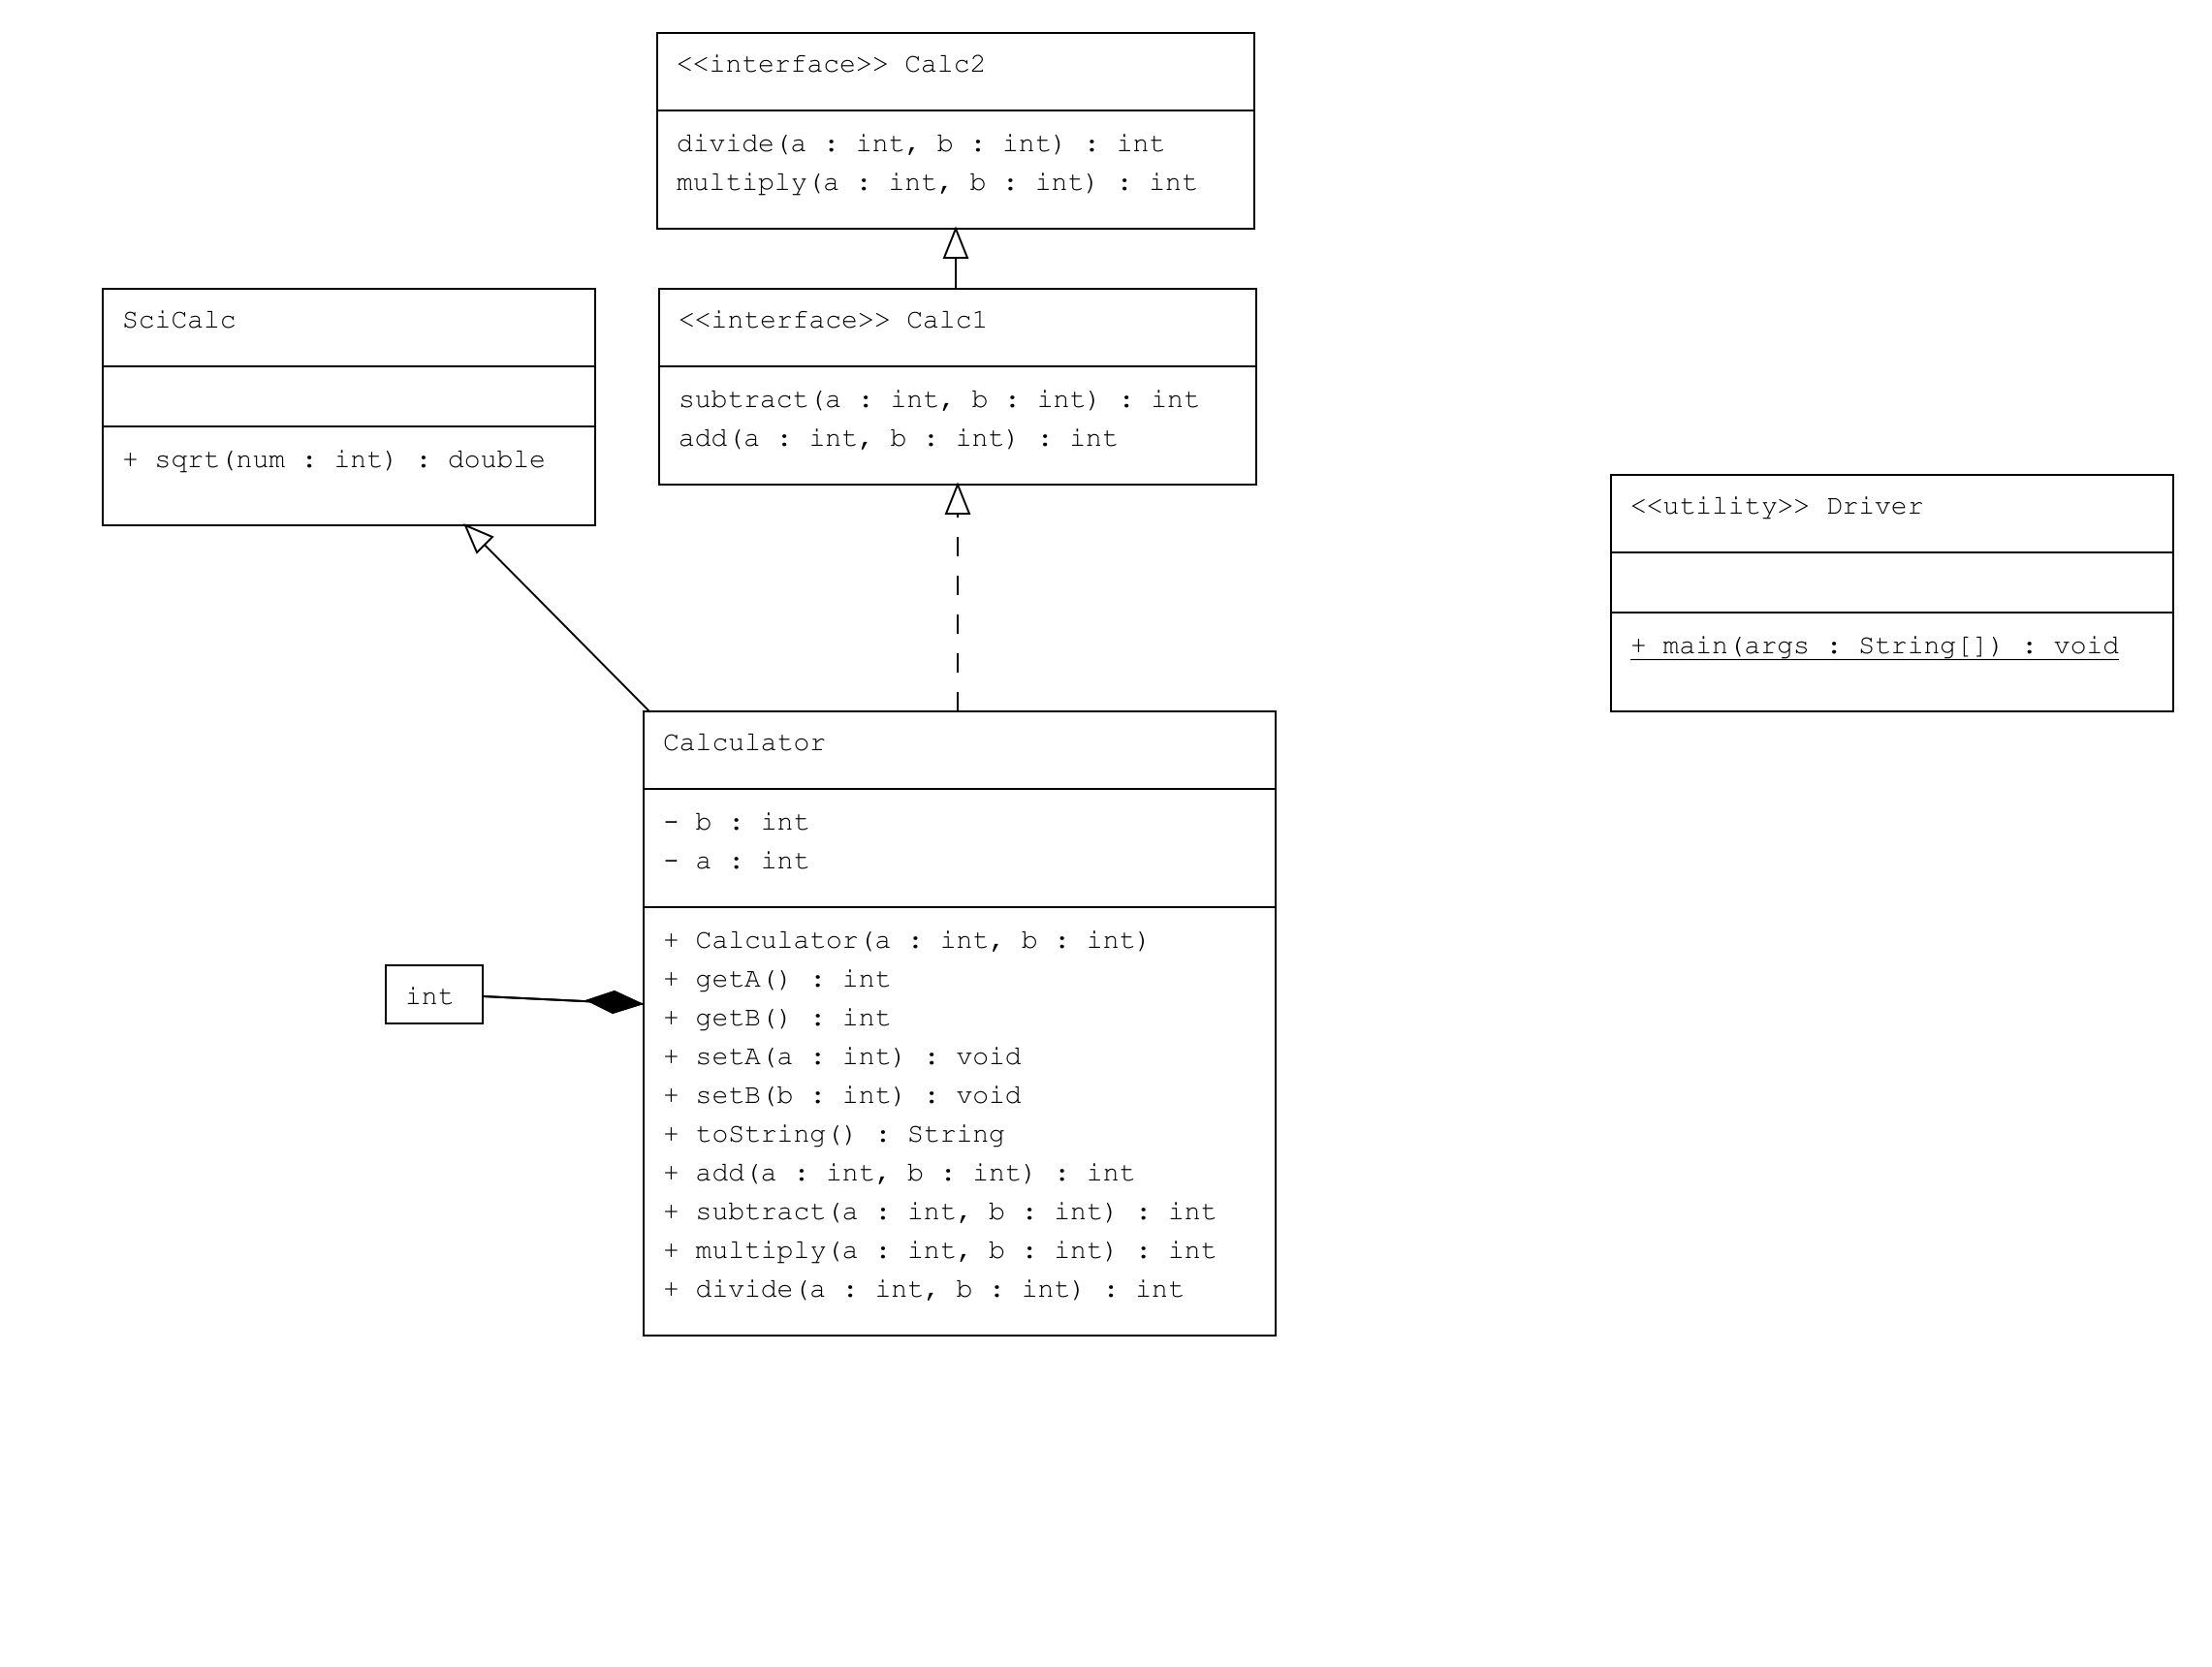 <<interface>> Calc2
divide(a : int, b : int) : int
multiply(a : int, b : int) : int
SciCalc
+ sqrt(num : int) : double
<<interface>> Calc1
subtract(a : int, b : int) : int
add(a : int, b : int) : int
<<utility>> Driver
+ main(args : String[]) : void
Calculator
- b : int
- a : int
+ Calculator(a : int, b : int)
+ getA() : int
+ getB() : int
+ setA(a : int) : void
+ setB(b : int) : void
+ toString() : String
+ add(a : int, b : int) : int
+ subtract(a : int, b : int) : int
+ multiply(a : int, b : int) : int
+ divide(a : int, b : int) : int
int